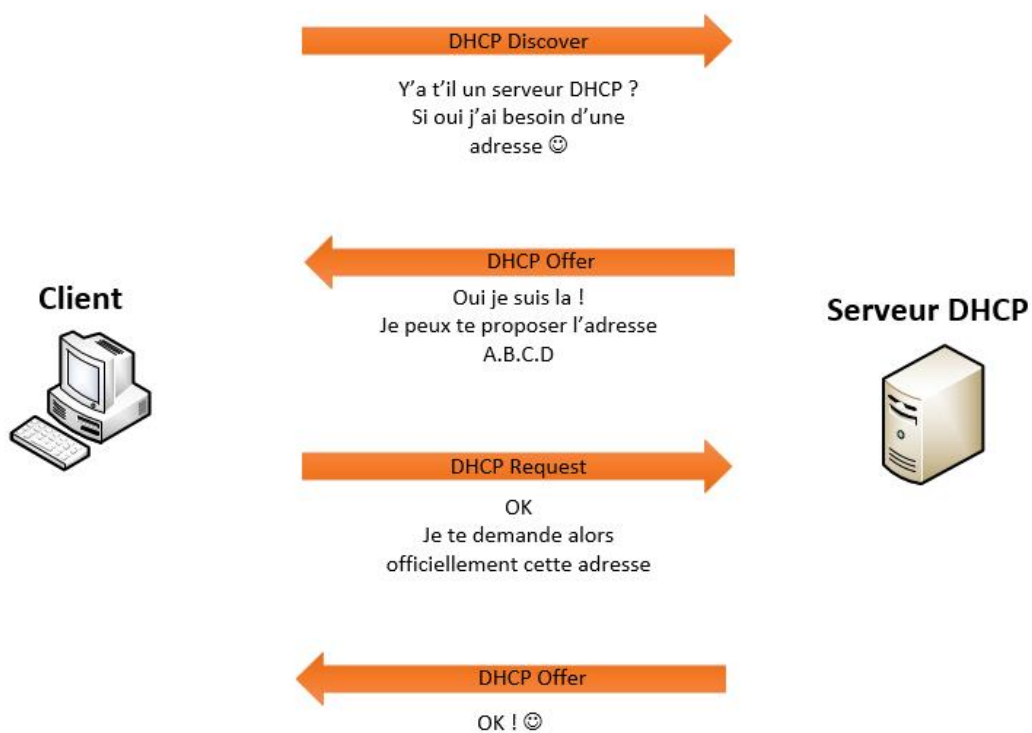 DHCP Discover
Y'a t'il un serveur DHCP ?
Si oui j'ai besoin d'une
adresse ☺
DHCP Offer
Oui je suis la !
Je peux te proposer l'adresse
A.B.C.D
Client
Serveur DHCP
DHCP Request
OK
Je te demande alors
officiellement cette adresse
DHCP Offer
OK ! ☺